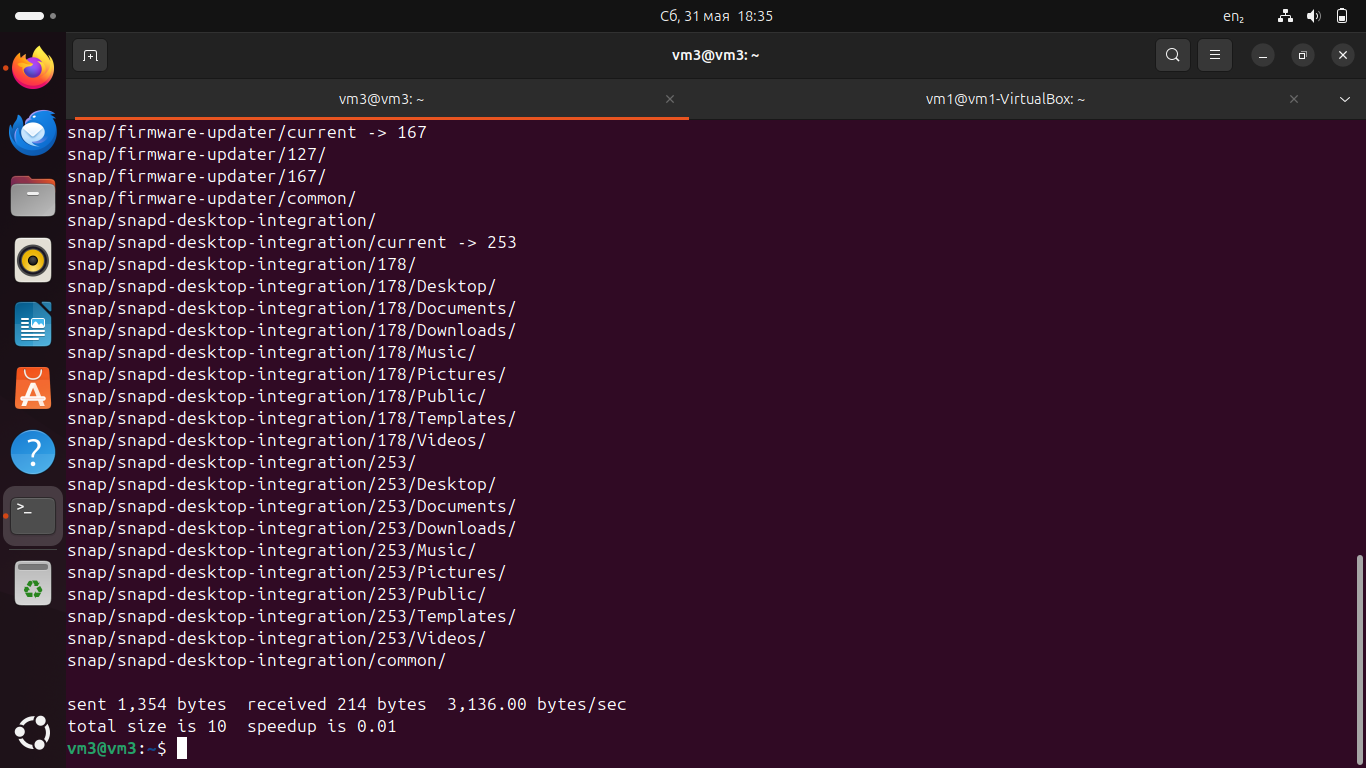 Сб, 31 мая 18:35
en₂
vm3@vm3: ~
vm3@vm3: ~
vm1@vm1-VirtualBox: ~
snap/firmware-updater/current -> 167
snap/firmware-updater/127/
snap/firmware-updater/167/
snap/firmware-updater/common/
snap/snapd-desktop-integration/
snap/snapd-desktop-integration/current -> 253
snap/snapd-desktop-integration/178/
snap/snapd-desktop-integration/178/Desktop/
snap/snapd-desktop-integration/178/Documents/
snap/snapd-desktop-integration/178/Downloads/
snap/snapd-desktop-integration/178/Music/
snap/snapd-desktop-integration/178/Pictures/
snap/snapd-desktop-integration/178/Public/
snap/snapd-desktop-integration/178/Templates/
snap/snapd-desktop-integration/178/Videos/
snap/snapd-desktop-integration/253/
snap/snapd-desktop-integration/253/Desktop/
snap/snapd-desktop-integration/253/Documents/
snap/snapd-desktop-integration/253/Downloads/
snap/snapd-desktop-integration/253/Music/
snap/snapd-desktop-integration/253/Pictures/
snap/snapd-desktop-integration/253/Public/
snap/snapd-desktop-integration/253/Templates/
snap/snapd-desktop-integration/253/Videos/
snap/snapd-desktop-integration/common/
sent 1,354 bytes  received 214 bytes  3,136.00 bytes/sec
total size is 10  speedup is 0.01
vm3@vm3:~$